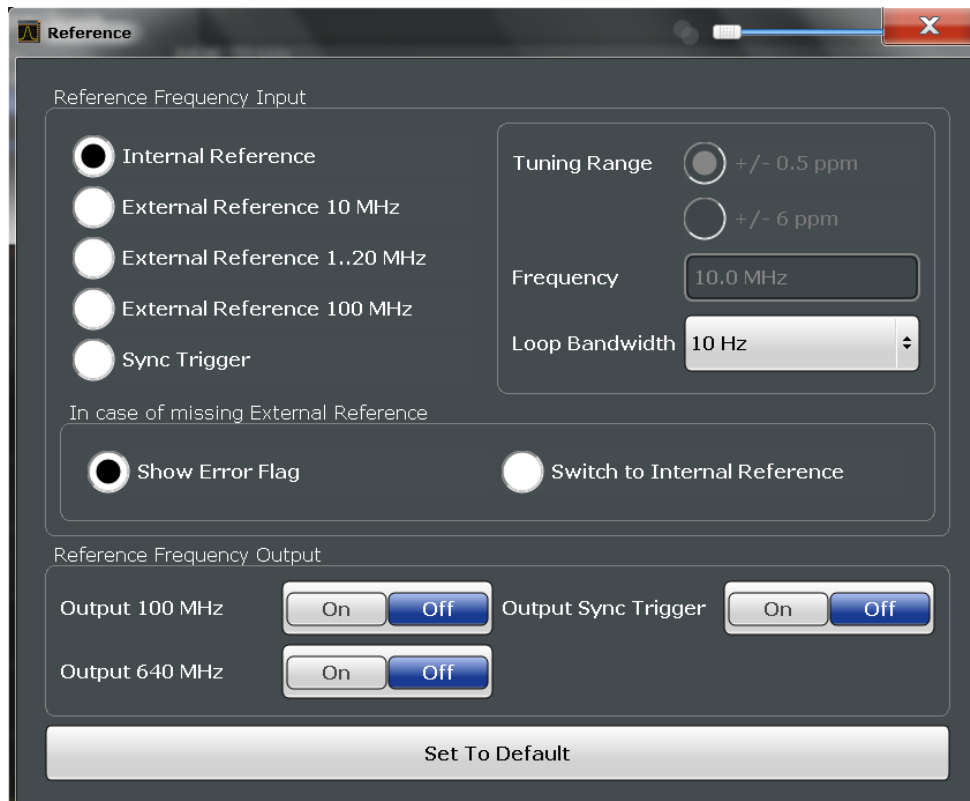 Reference
X
Reference Frequency Input
Internal Reference
External Reference 10 MHz
External Reference 1..20 MHz
External Reference 100 MHz
Sync Trigger
Tuning Range
+/- 0.5 ppm
+/- 6 ppm
Frequency 10.0 MHz
Loop Bandwidth 10 Hz
In case of missing External Reference
Show Error Flag
Switch to Internal Reference
Reference Frequency Output
Output 100 MHz On Off
Output Sync Trigger On Off
Output 640 MHz On Off
Set To Default